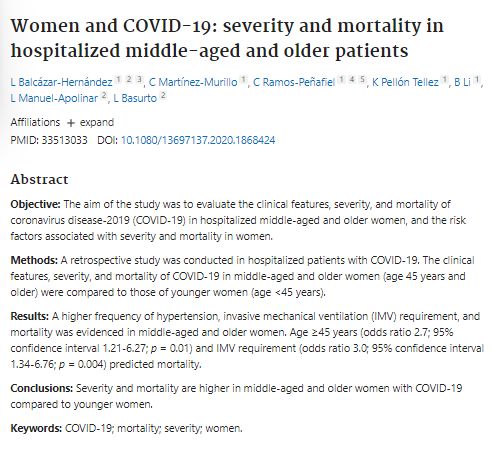 Women and COVID-19: severity and mortality in
hospitalized middle-aged and older patients
L Balcázar-Hernández 1 2 3, C Martínez-Murillo 1, C Ramos-Peñafiel 1 4 5, K Pellón Tellez 1, B Li 1,
L Manuel-Apolinar 2, L Basurto 2
Affiliations + expand
PMID: 33513033 DOI: 10.1080/13697137.2020.1868424
Abstract
Objective: The aim of the study was to evaluate the clinical features, severity, and mortality of
coronavirus disease-2019 (COVID-19) in hospitalized middle-aged and older women, and the risk
factors associated with severity and mortality in women.
Methods: A retrospective study was conducted in hospitalized patients with COVID-19. The clinical
features, severity, and mortality of COVID-19 in middle-aged and older women (age 45 years and
older) were compared to those of younger women (age <45 years).
Results: A higher frequency of hypertension, invasive mechanical ventilation (IMV) requirement, and
mortality was evidenced in middle-aged and older women. Age ≥45 years (odds ratio 2.7; 95%
confidence interval 1.21-6.27; p = 0.01) and IMV requirement (odds ratio 3.0; 95% confidence interval
1.34-6.76; p = 0.004) predicted mortality.
Conclusions: Severity and mortality are higher in middle-aged and older women with COVID-19
compared to younger women.
Keywords: COVID-19; mortality; severity; women.